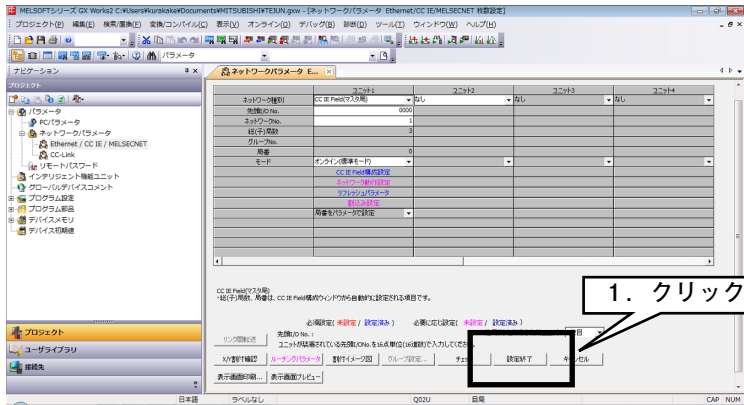 MELSOFTシリーズ GX Works2 C:¥Users¥kurakake¥Documents¥MITSUBISHI¥TEJUN.gxw - [ネットワークパラメータ Ethernet/CC IE/MELSECNET 枚数設定]
プロジェクト(P) 編集(E) 検索/置換(F) 変換/コンパイル(C) 表示(V) オンライン(O) デバッグ(B) 診断(D) ツール(T) ウィンドウ(W) ヘルプ(H)
パラメータ
ナビゲーション
ネットワークパラメータ E...
プロジェクト
パラメータ
PCパラメータ
ネットワークパラメータ
Ethernet / CC IE / MELSECNET
CC-Link
リモートパスワード
インテリジェント機能ユニット
グローバルデバイスコメント
プログラム設定
プログラム部品
デバイスメモリ
デバイス初期値
プロジェクト
ユーザライブラリ
接続先
ユニット1 ユニット2 ユニット3 ユニット4
ネットワーク種別 CC IE Field(マスタ局) なし なし なし
先頭I/O No. 0000
ネットワークNo. 1
総(子)局数 3
グループNo.
局番 0
モード オンライン(標準モード)
CC IE Field構成設定
ネットワーク動作設定
リフレッシュパラメータ
割込み設定
局番をパラメータで設定
CC IE Field(マスタ局)
・総(子)局数、局番は、CC IE Field構成ウィンドウから自動的に設定される項目です。
必須設定( 未設定 / 設定済み ) 必要に応じ設定( 未設定 / 設定済み )
リンク間転送
先頭I/O No. :
ユニットが装着されている先頭I/ONo.を16点単位(16進数)で入力してください。
X/Y割付確認 ルーチングパラメータ 割付イメージ図 グループ設定... チェック 設定終了 キャンセル
表示画面印刷... 表示画面プレビュー
1. クリック
日本語 ラベルなし Q02U 自局 CAP NUM